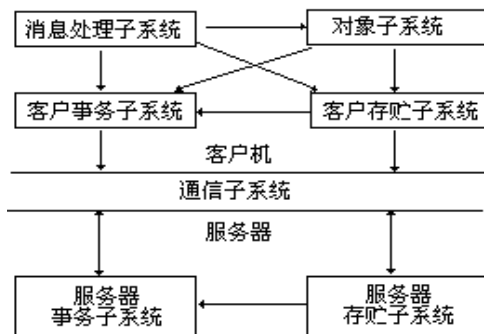 消息处理子系统
对象子系统
客户事务子系统
客户存贮子系统
客户机
通信子系统
服务器
服务器
事务子系统
服务器
存贮子系统